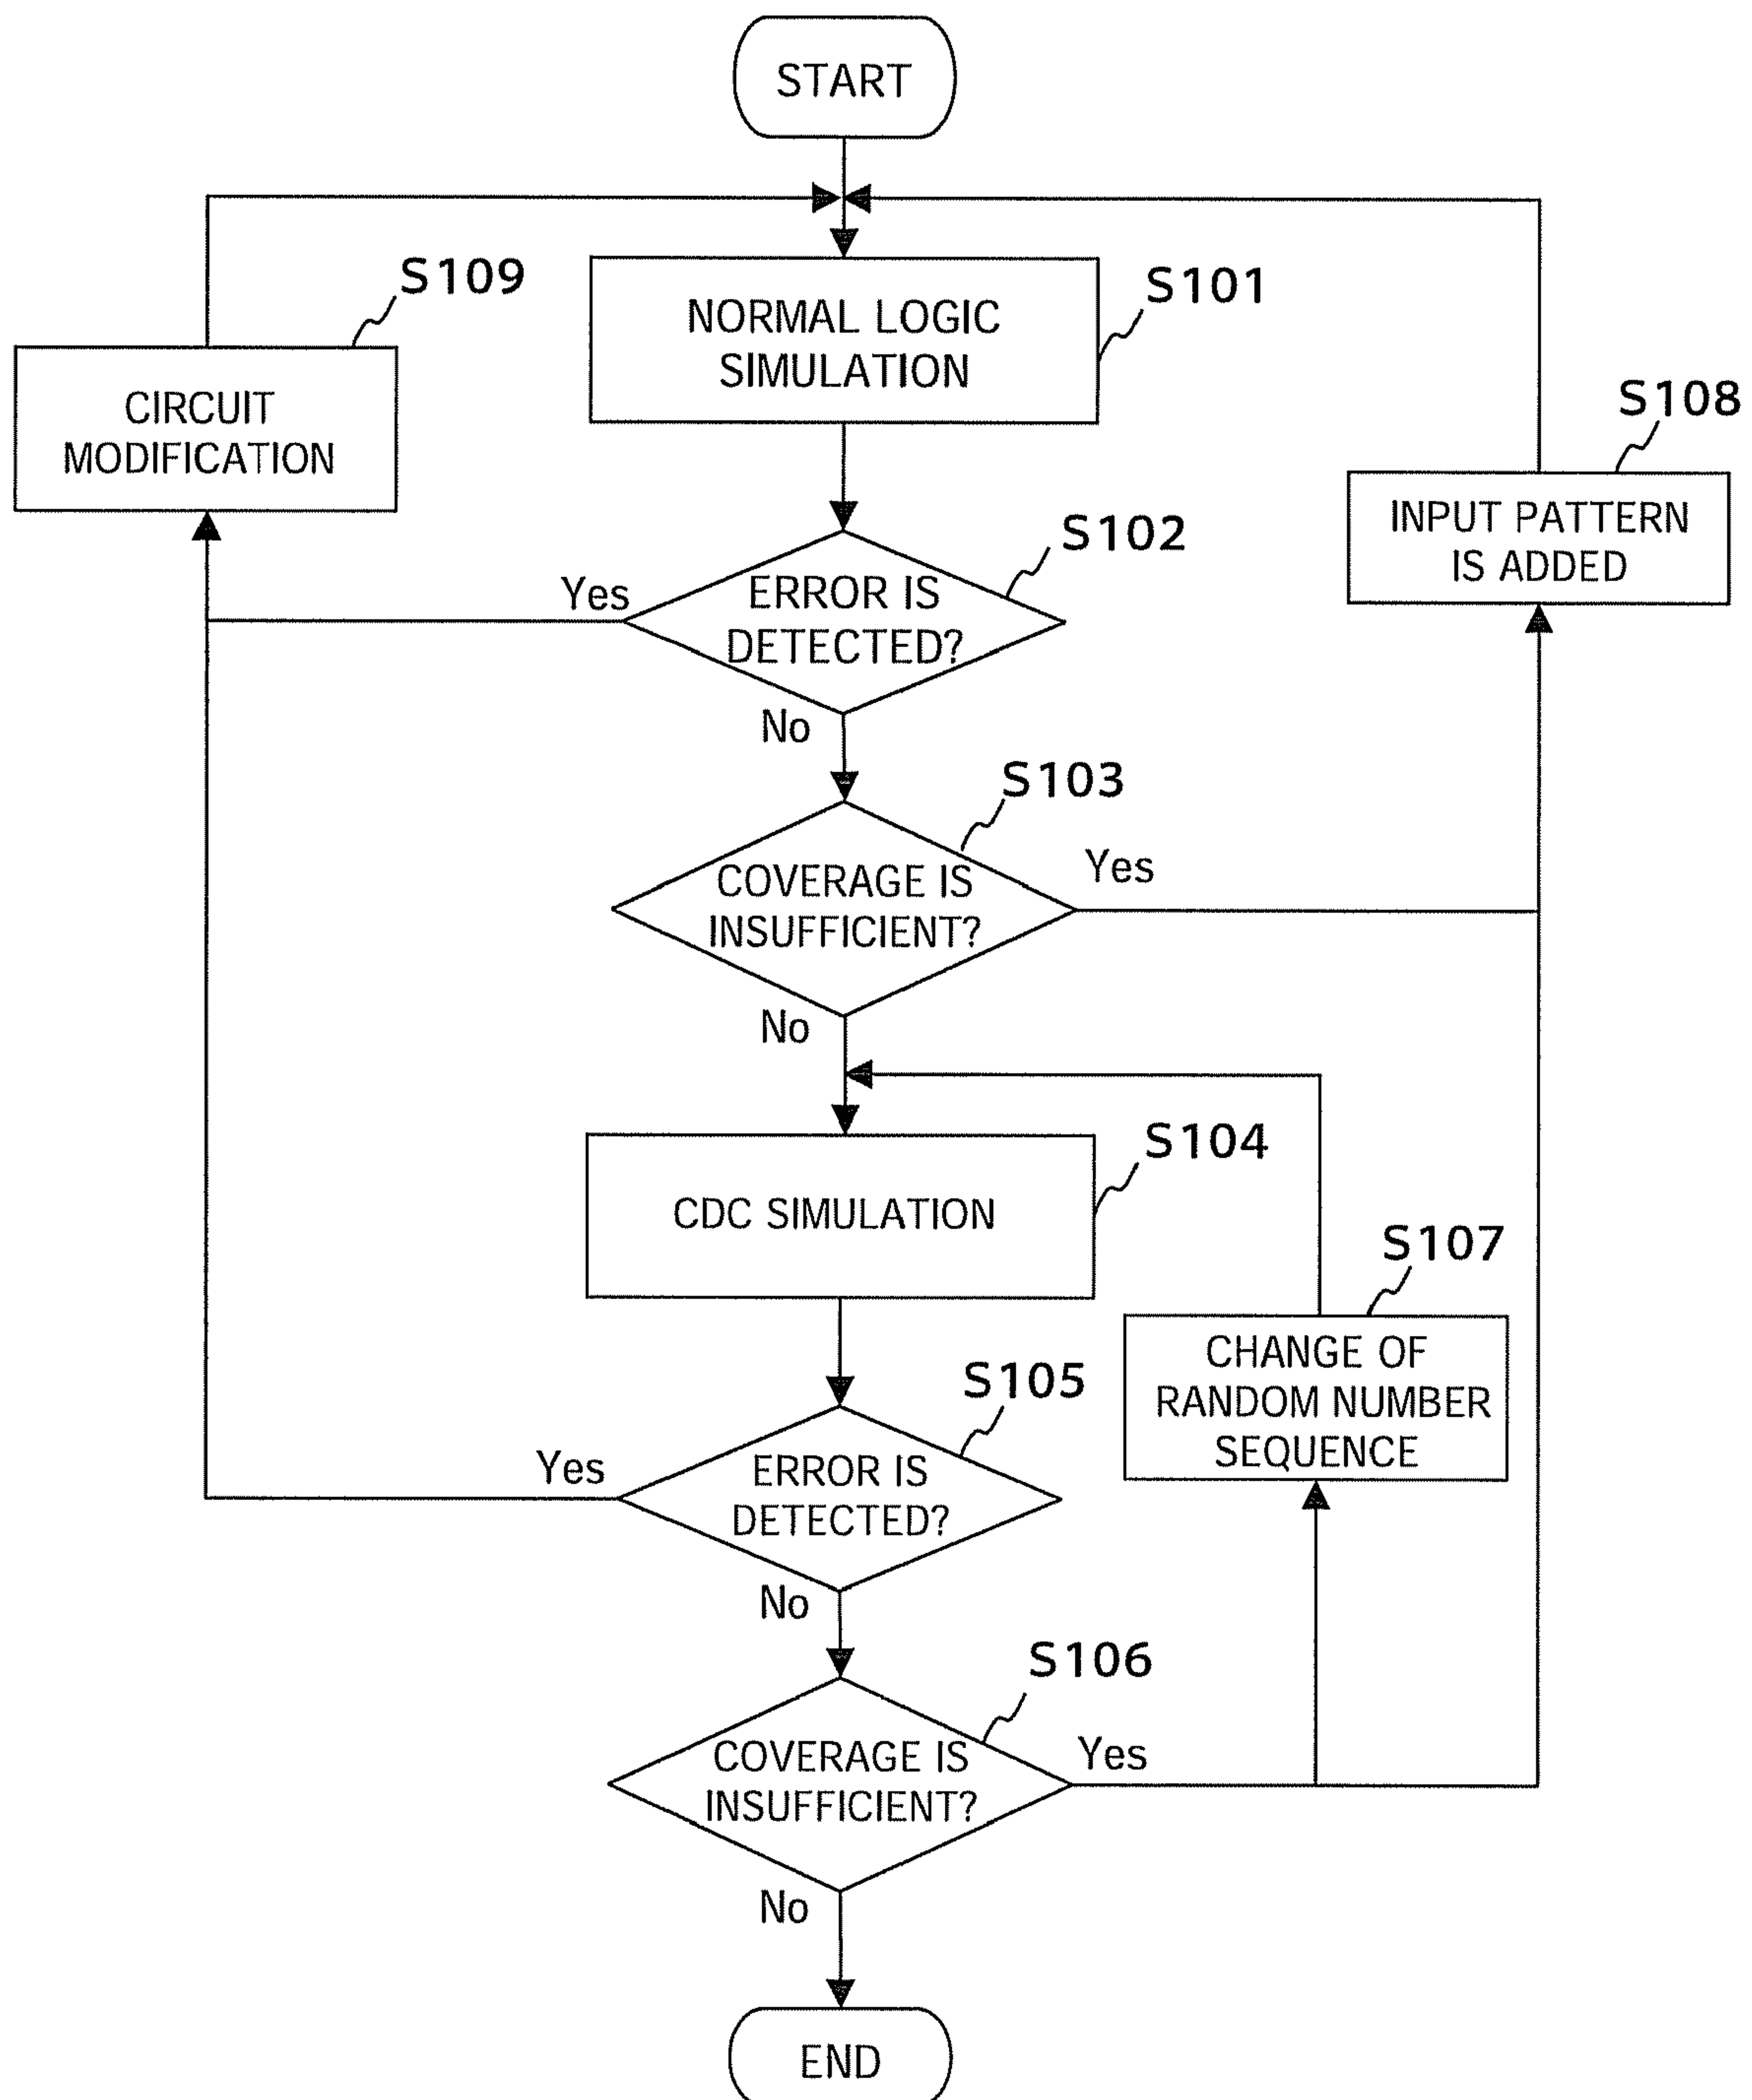 START
S109
S101
NORMAL LOGIC
SIMULATION
CIRCUIT
MODIFICATION
S108
INPUT PATTERN
IS ADDED
S102
Yes
ERROR IS
DETECTED?
No
S103
COVERAGE IS
INSUFFICIENT?
Yes
No
S104
CDC SIMULATION
S107
CHANGE OF
RANDOM NUMBER
SEQUENCE
S105
Yes
ERROR IS
DETECTED?
No
S106
COVERAGE IS
INSUFFICIENT?
Yes
No
END